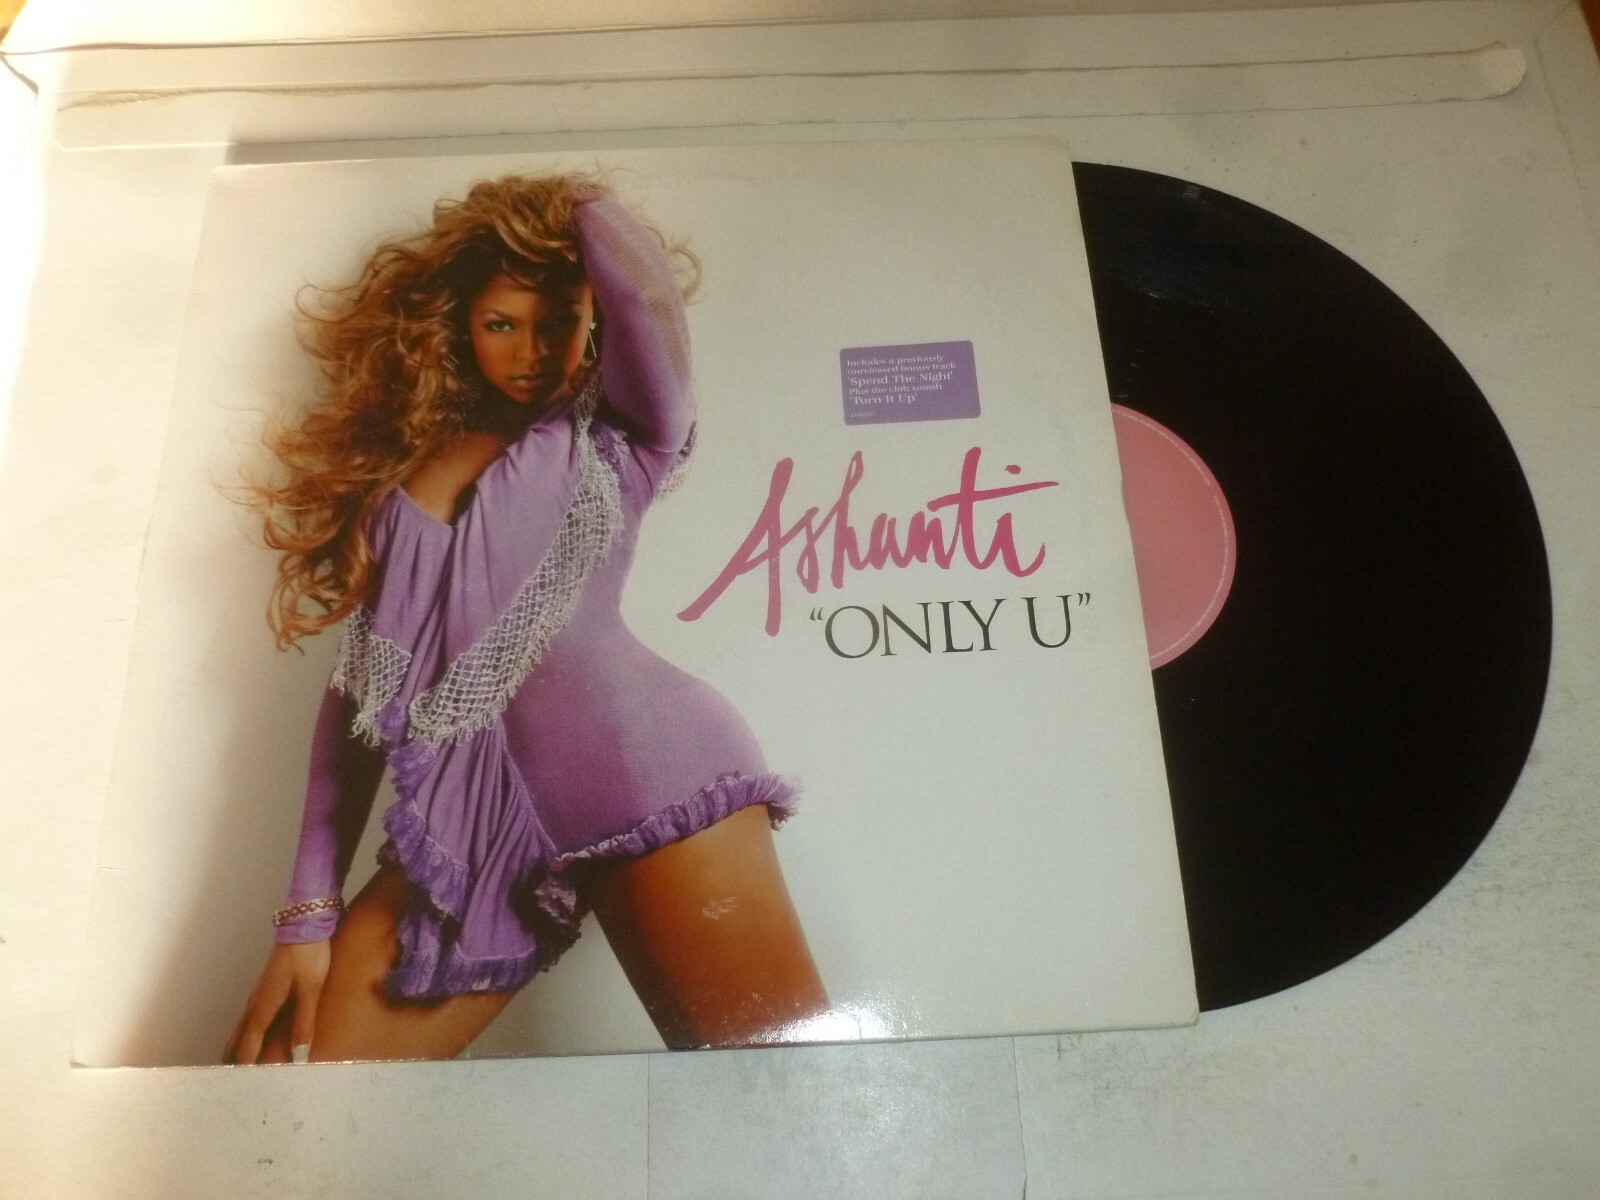 Includes a previously
unreleased bonus track
'Spend The Night'
Plus the club smash
'Turn It Up'
Ashanti
"ONLY U"